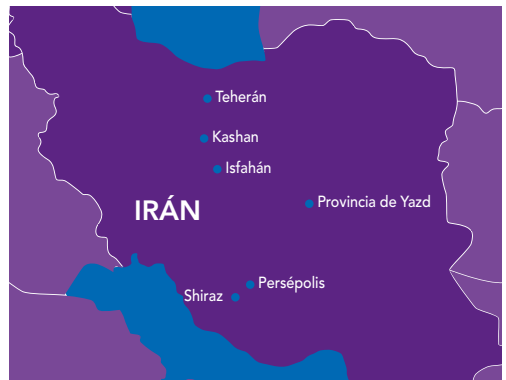 Teherán
Kashan
Isfahán
IRÁN
Provincia de Yazd
Persépolis
Shiraz